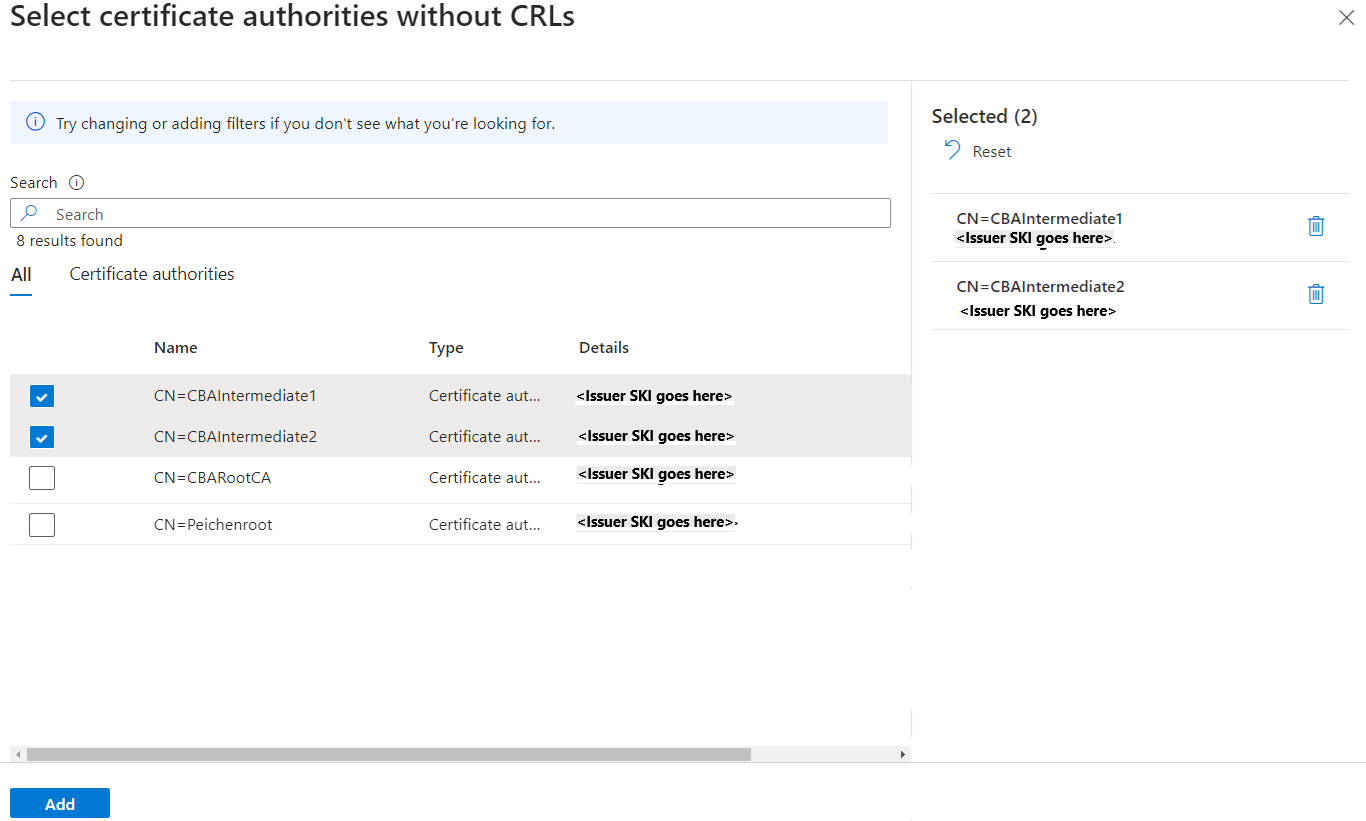 Select certificate authorities without CRLs
Try changing or adding filters if you don't see what you're looking for.
Search
Search
8 results found
All Certificate authorities
Name Type Details
CN=CBAIntermediate1 Certificate aut... <Issuer SKI goes here>
CN=CBAIntermediate2 Certificate aut... <Issuer SKI goes here>
CN=CBARootCA Certificate aut... <Issuer SKI goes here>
CN=Peichenroot Certificate aut... <Issuer SKI goes here>
Add
Selected (2)
Reset
CN=CBAIntermediate1
<Issuer SKI goes here>
CN=CBAIntermediate2
<Issuer SKI goes here>